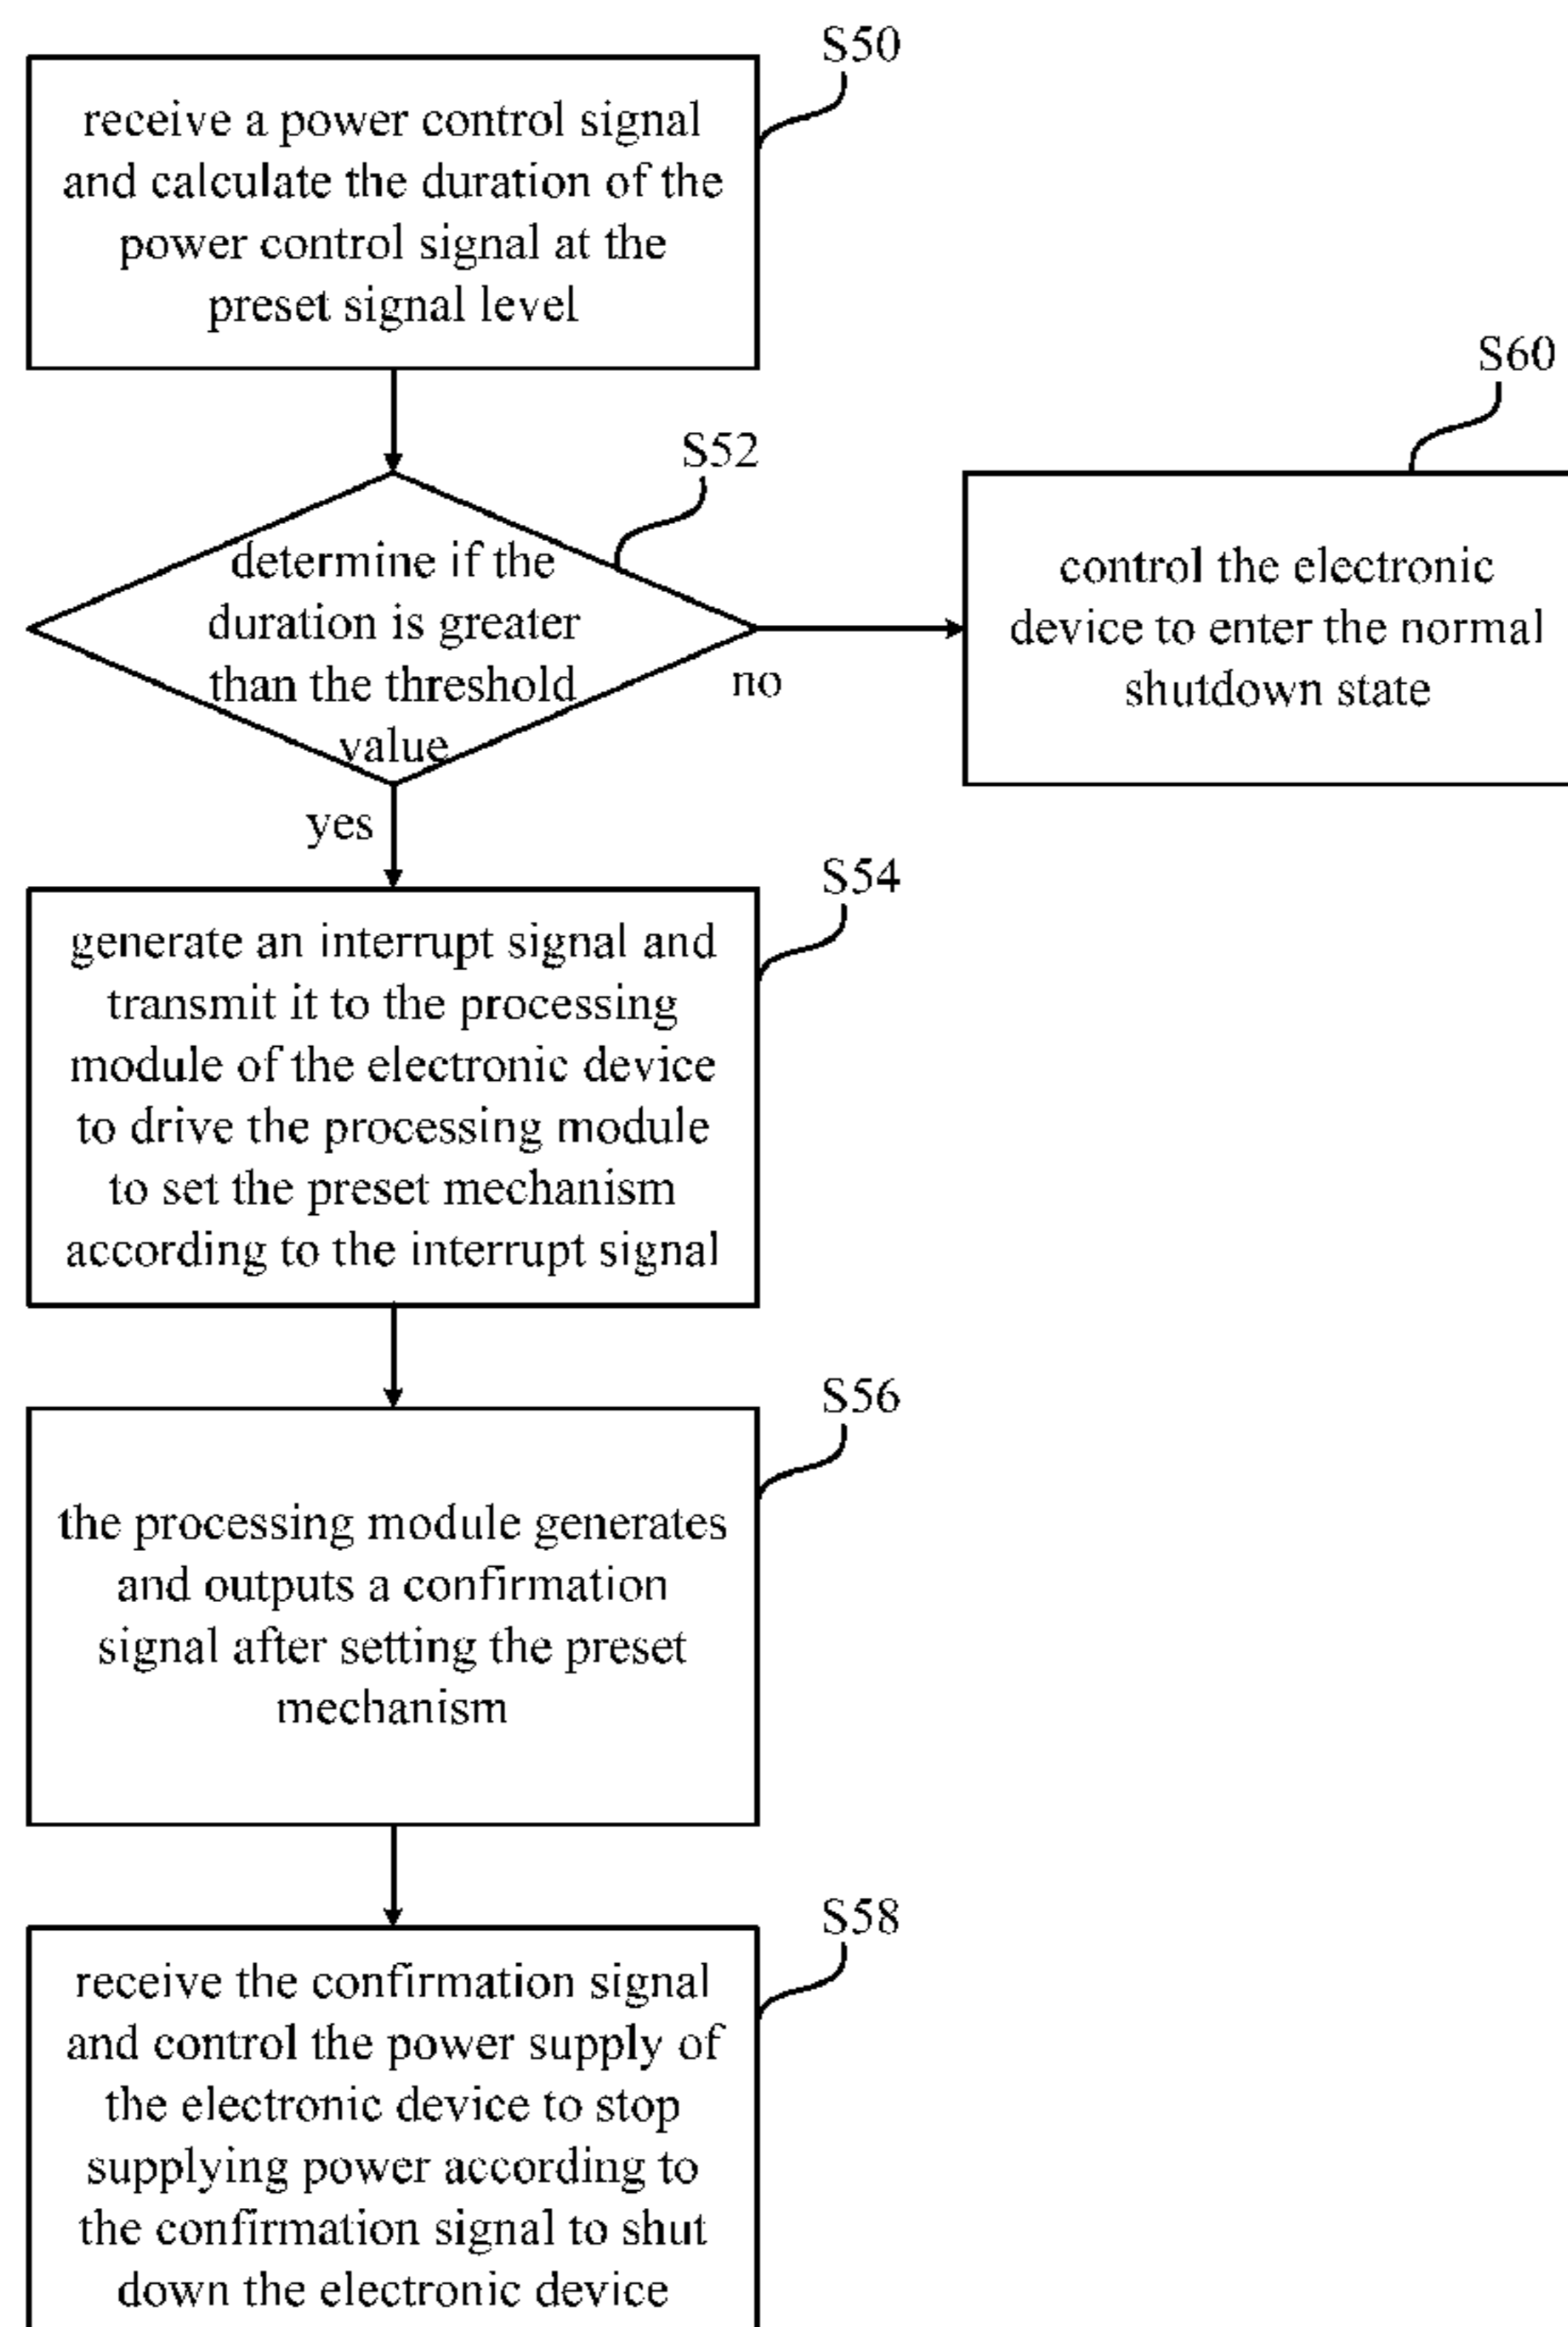 S50
receive a power control signal
and calculate the duration of the
power control signal at the
preset signal level
S52
determine if the
duration is greater
than the threshold
value
no
yes
S60
control the electronic
device to enter the normal
shutdown state
S54
generate an interrupt signal and
transmit it to the processing
module of the electronic device
to drive the processing module
to set the preset mechanism
according to the interrupt signal
S56
the processing module generates
and outputs a confirmation
signal after setting the preset
mechanism
S58
receive the confirmation signal
and control the power supply of
the electronic device to stop
supplying power according to
the confirmation signal to shut
down the electronic device